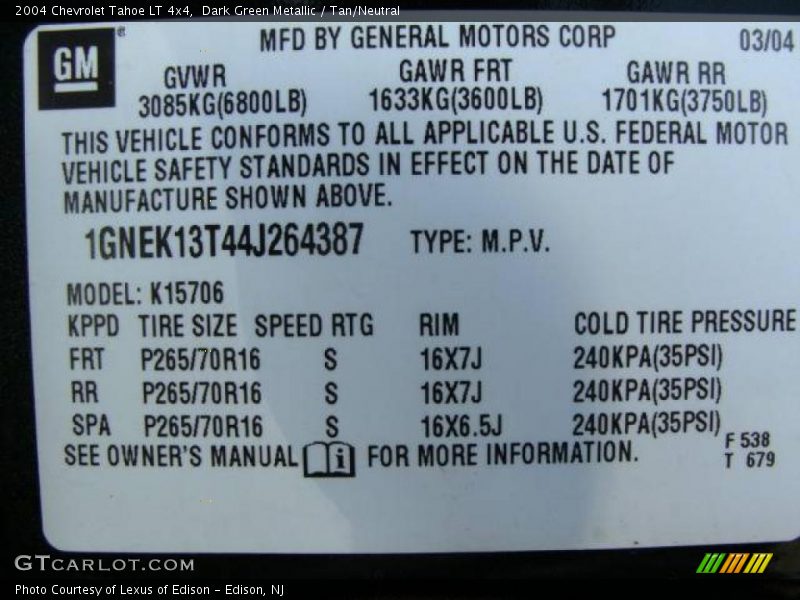 2004 Chevrolet Tahoe LT 4x4, Dark Green Metallic / Tan/Neutral
GM®
MFD BY GENERAL MOTORS CORP 03/04
GVWR GAWR FRT GAWR RR
3085KG(6800LB) 1633KG(3600LB) 1701KG(3750LB)
THIS VEHICLE CONFORMS TO ALL APPLICABLE U.S. FEDERAL MOTOR
VEHICLE SAFETY STANDARDS IN EFFECT ON THE DATE OF
MANUFACTURE SHOWN ABOVE.
1GNEK13T44J264387 TYPE: M.P.V.
MODEL: K15706
KPPD TIRE SIZE SPEED RTG RIM COLD TIRE PRESSURE
FRT P265/70R16 S 16X7J 240KPA(35PSI)
RR P265/70R16 S 16X7J 240KPA(35PSI)
SPA P265/70R16 S 16X6.5J 240KPA(35PSI)
SEE OWNER'S MANUAL i FOR MORE INFORMATION.
F 538
T 679
GTCARLOT.COM
Photo Courtesy of Lexus of Edison - Edison, NJ